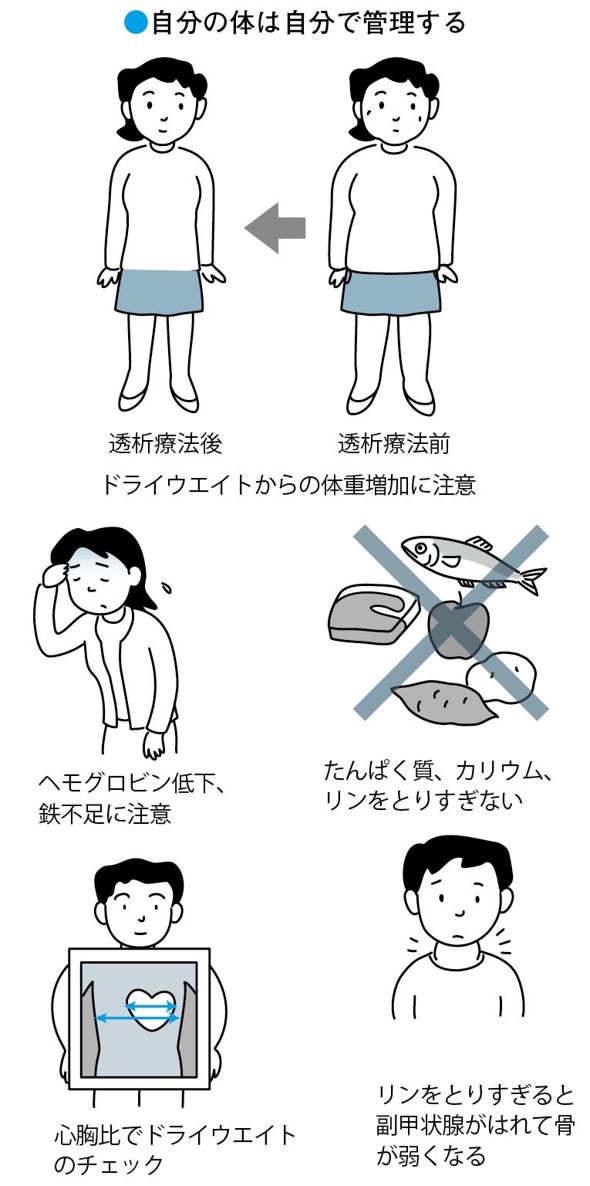 ●自分の体は自分で管理する
透析療法後
透析療法前
ドライウエイトからの体重増加に注意
ヘモグロビン低下、
鉄不足に注意
たんぱく質、カリウム、
リンをとりすぎない
心胸比でドライウエイト
のチェック
リンをとりすぎると
副甲状腺がはれて骨
が弱くなる